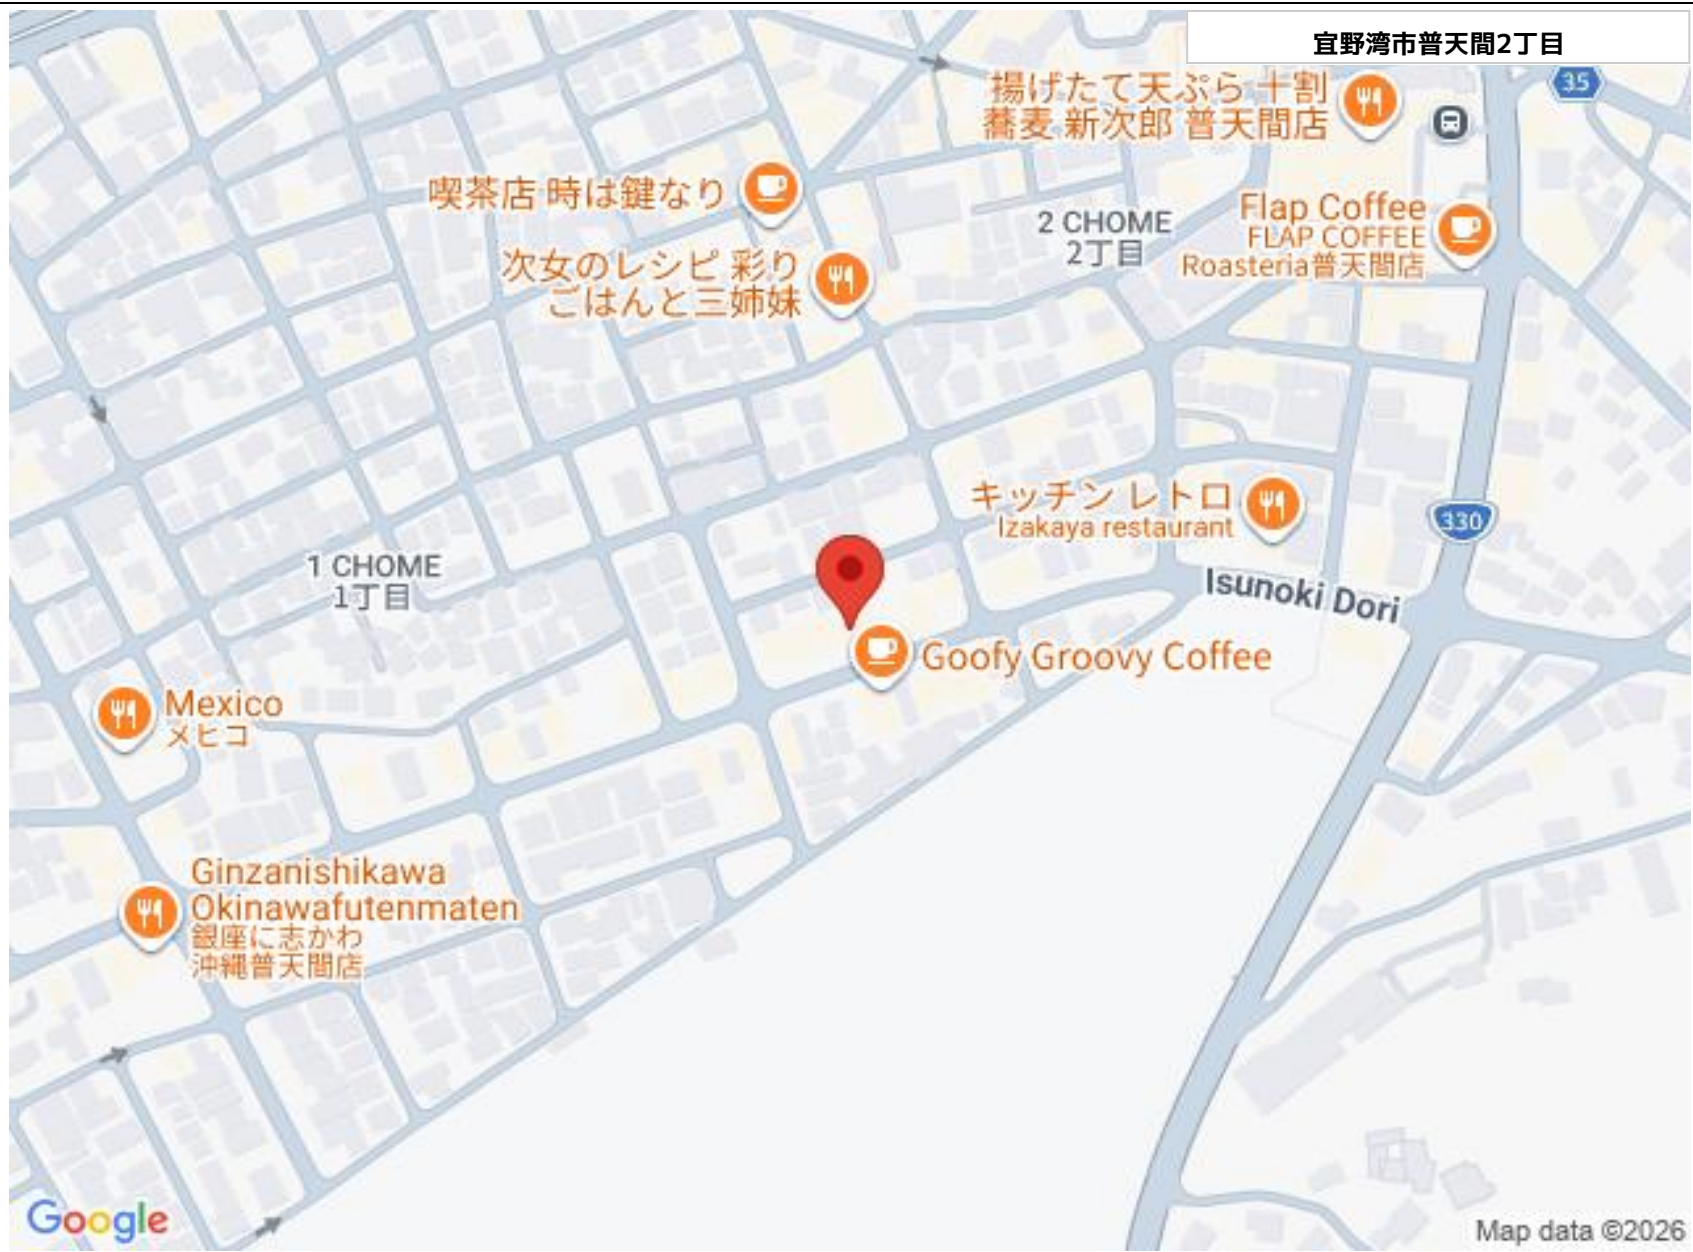 宜野湾市普天間2丁目
35
揚げたて天ぷら 十割
蕎麦 新次郎 普天間店
喫茶店 時は鍵なり
Flap Coffee
FLAP COFFEE
Roasteria普天間店
2 CHOME
2丁目
次女のレシピ 彩り
ごはんと三姉妹
キッチン レトロ
Izakaya restaurant
330
1 CHOME
1丁目
Isunoki Dori
Goofy Groovy Coffee
Mexico
メヒコ
Ginzanishikawa
Okinawafutenmaten
銀座に志かわ
沖縄普天間店
Google
Map data ©2026